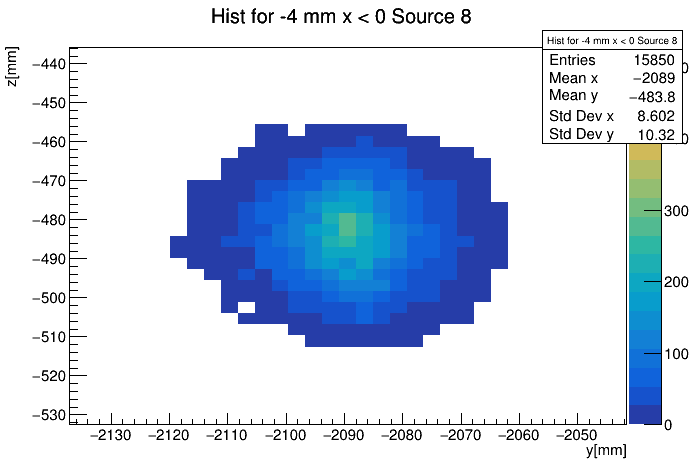 Hist for -4 mm x < 0 Source 8
z[mm]
Hist for -4 mm x < 0 Source 8
Entries 15850
Mean x −2089
Mean y −483.8
Std Dev x 8.602
Std Dev y 10.32
−440
−450
−460
−470
−480
−490
−500
−510
−520
−530
−2130 −2120 −2110 −2100 −2090 −2080 −2070 −2060 −2050
y[mm]
0
0
300
200
100
0